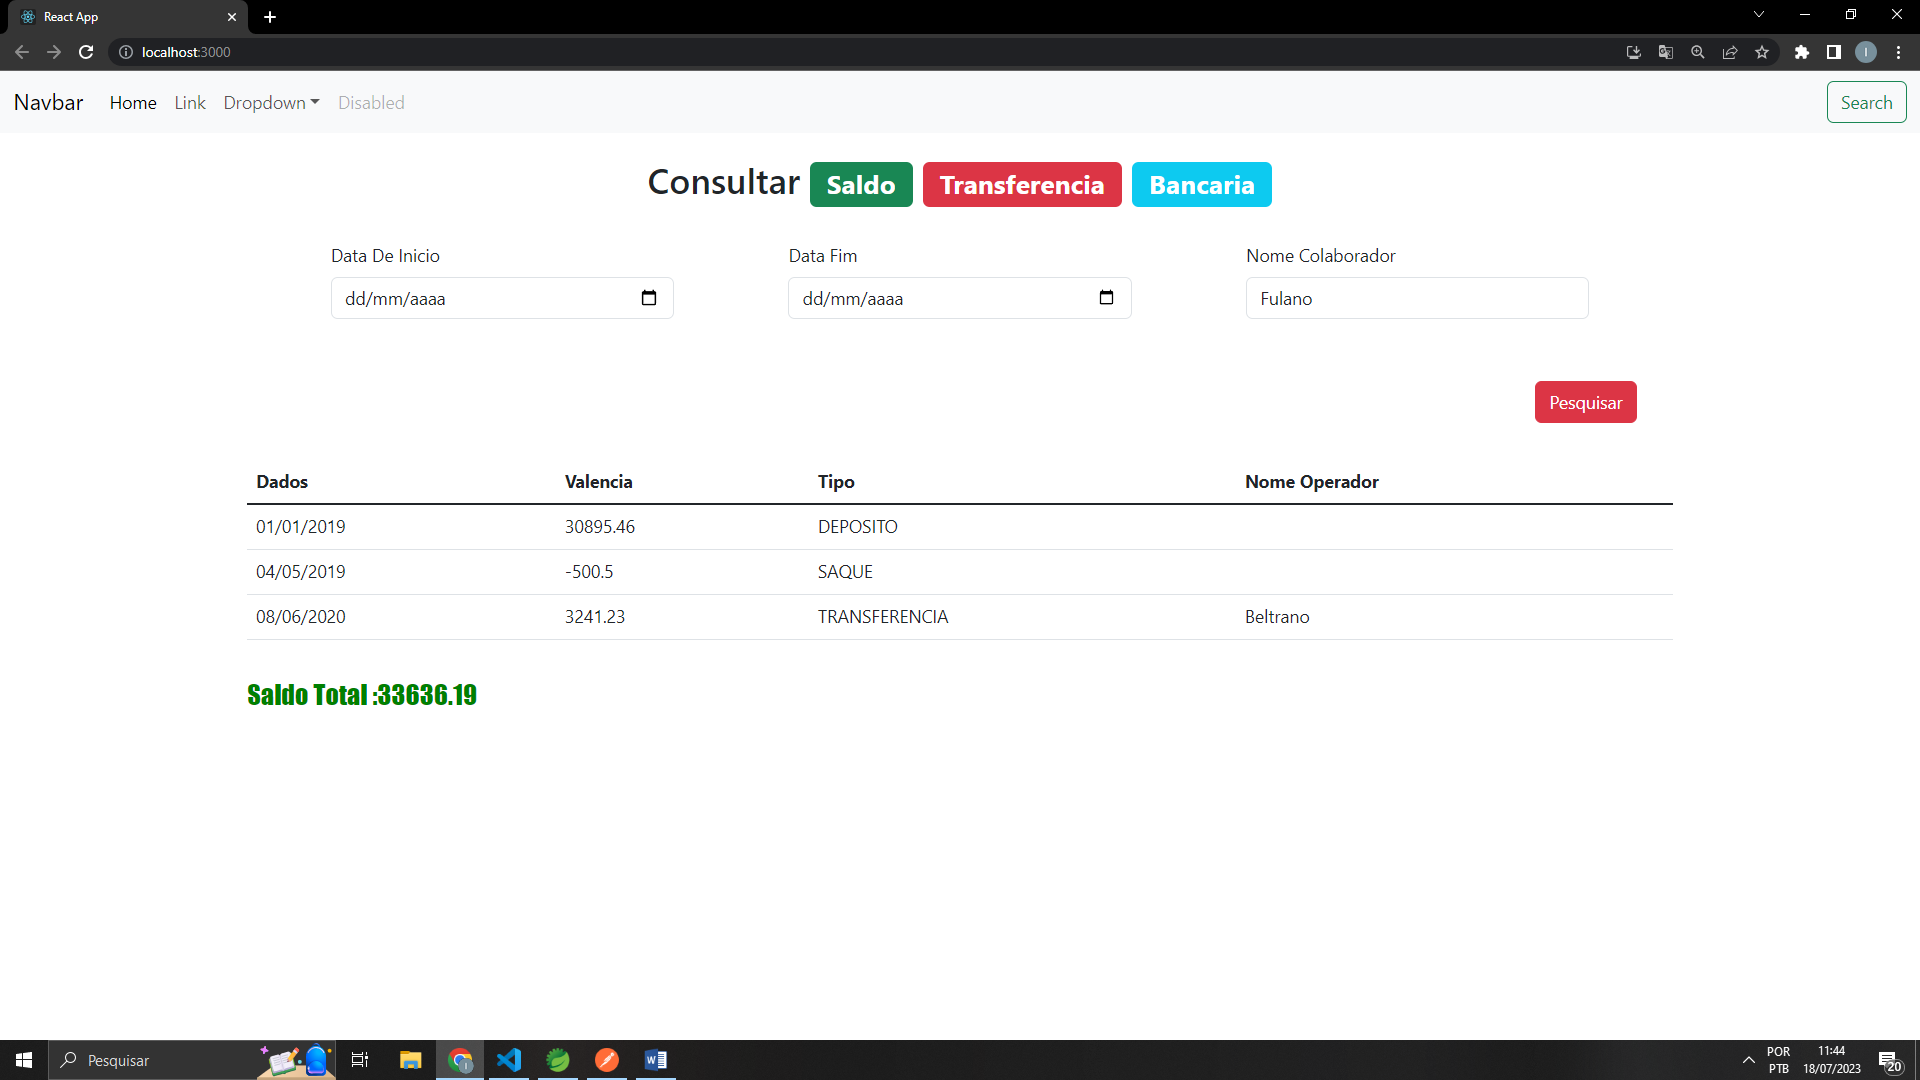 React App
localhost:3000
Navbar Home Link Dropdown Disabled Search
Consultar Saldo Transferencia Bancaria
Data De Inicio Data Fim Nome Colaborador
dd/mm/aaaa dd/mm/aaaa Fulano
Pesquisar
Dados Valencia Tipo Nome Operador
01/01/2019 30895.46 DEPOSITO
04/05/2019 -500.5 SAQUE
08/06/2020 3241.23 TRANSFERENCIA Beltrano
Saldo Total :33636.19
Pesquisar
POR 11:44
PTB 18/07/2023 20